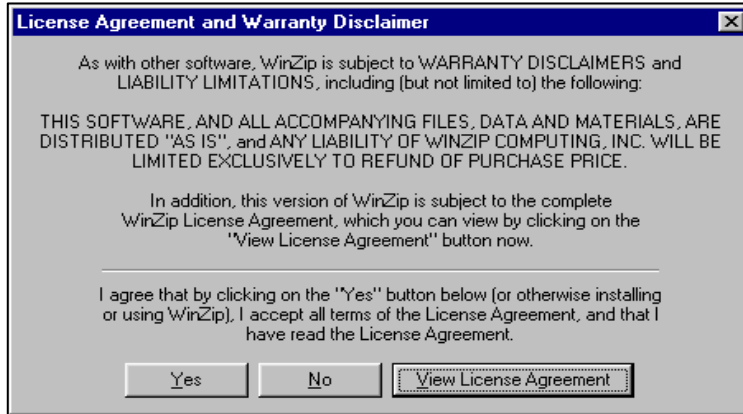 License Agreement and Warranty Disclaimer
As with other software, WinZip is subject to WARRANTY DISCLAIMERS and
LIABILITY LIMITATIONS, including (but not limited to) the following:
THIS SOFTWARE, AND ALL ACCOMPANYING FILES, DATA AND MATERIALS, ARE
DISTRIBUTED "AS IS", and ANY LIABILITY OF WINZIP COMPUTING, INC. WILL BE
LIMITED EXCLUSIVELY TO REFUND OF PURCHASE PRICE.
In addition, this version of WinZip is subject to the complete
WinZip License Agreement, which you can view by clicking on the
"View License Agreement" button now.
I agree that by clicking on the "Yes" button below (or otherwise installing
or using WinZip), I accept all terms of the License Agreement, and that I
have read the License Agreement.
Yes No View License Agreement